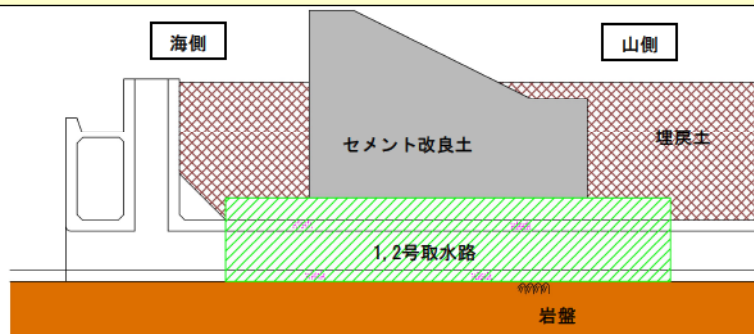 海側
山側
セメント改良土
埋戻土
1,2号取水路
岩盤